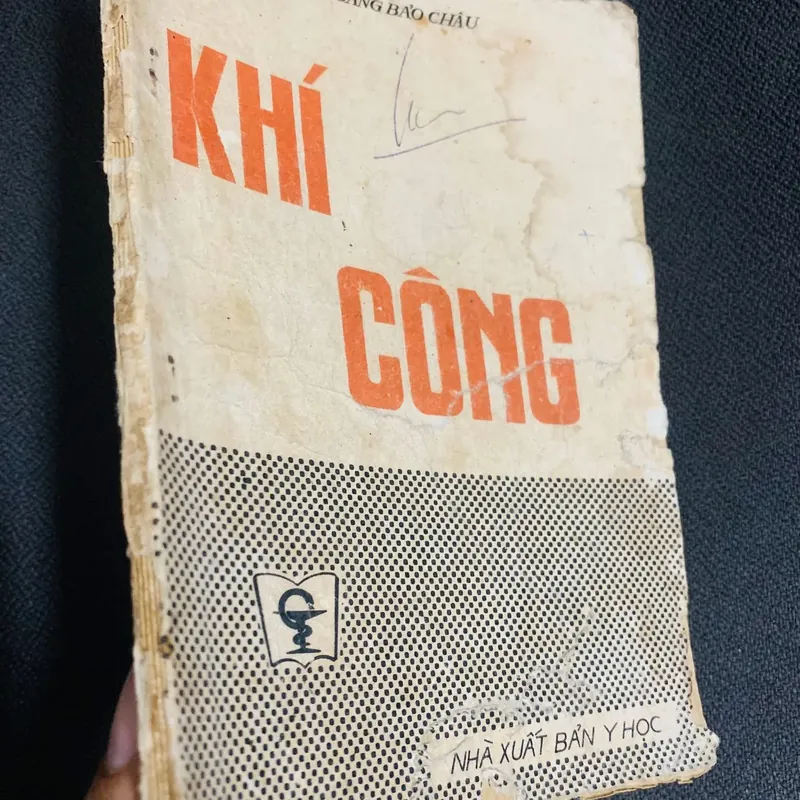 BẢO CHÂU
KHÍ
CÔNG
NHÀ XUẤT BẢN Y HỌC